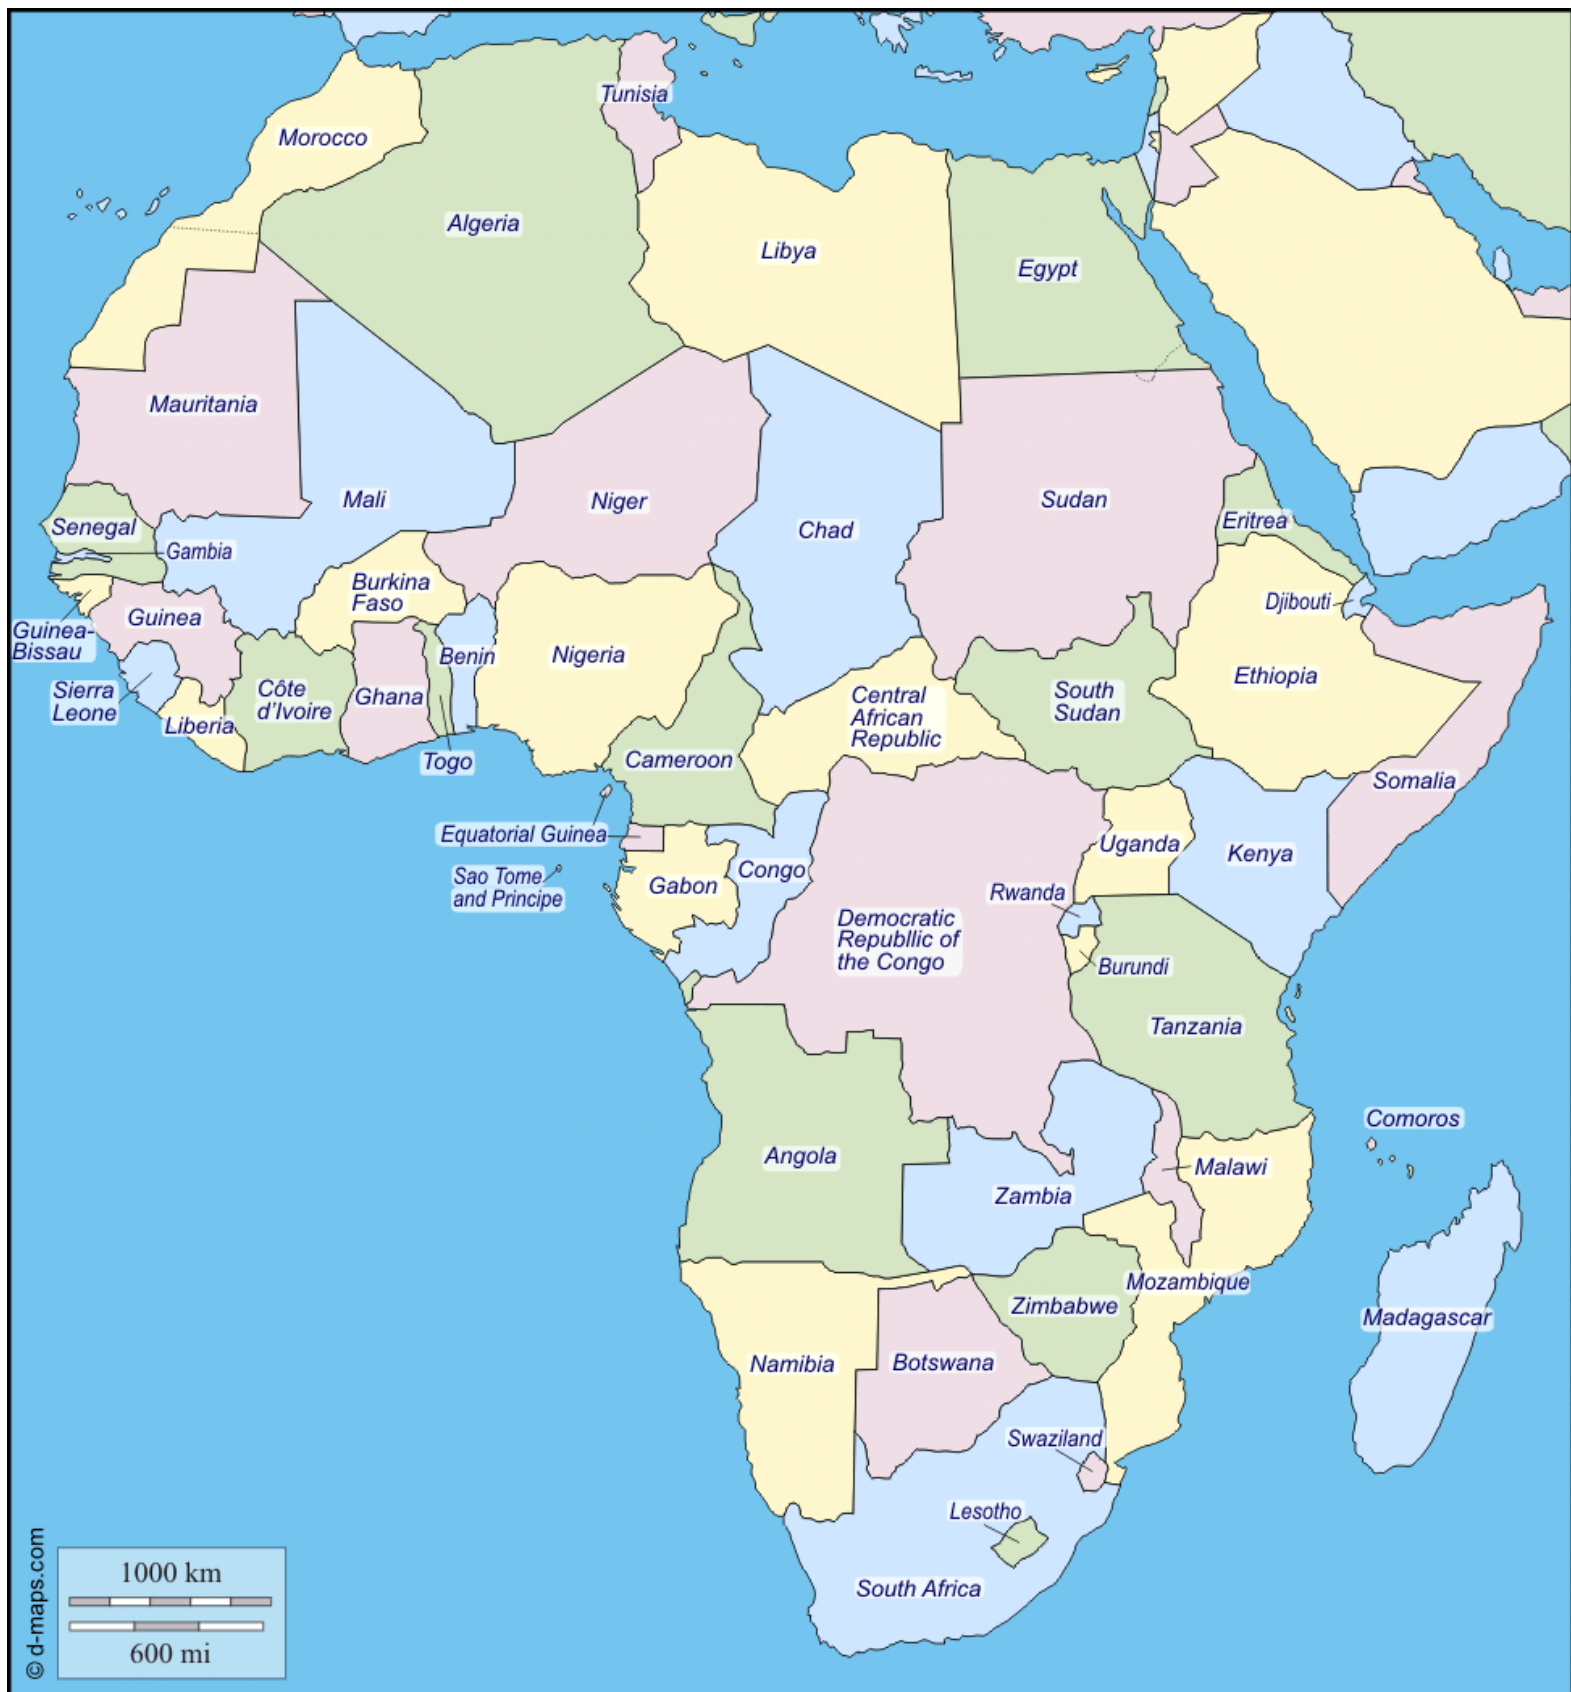 Tunisia
Morocco
Algeria
Libya
Egypt
Mauritania
Mali
Niger
Chad
Sudan
Senegal
Gambia
Eritrea
Burkina
Faso
Djibouti
Guinea
Guinea-
Bissau
Benin
Nigeria
Ethiopia
Sierra
Leone
Côte
d'Ivoire
Ghana
Liberia
Central
African
Republic
South
Sudan
Togo
Cameroon
Somalia
Equatorial Guinea
Uganda
Kenya
Sao Tome
and Principe
Gabon
Congo
Rwanda
Democratic
Republlic of
the Congo
Burundi
Tanzania
Comoros
Angola
Malawi
Zambia
Mozambique
Zimbabwe
Madagascar
Namibia
Botswana
Swaziland
Lesotho
South Africa
1000 km
600 mi
© d-maps.com